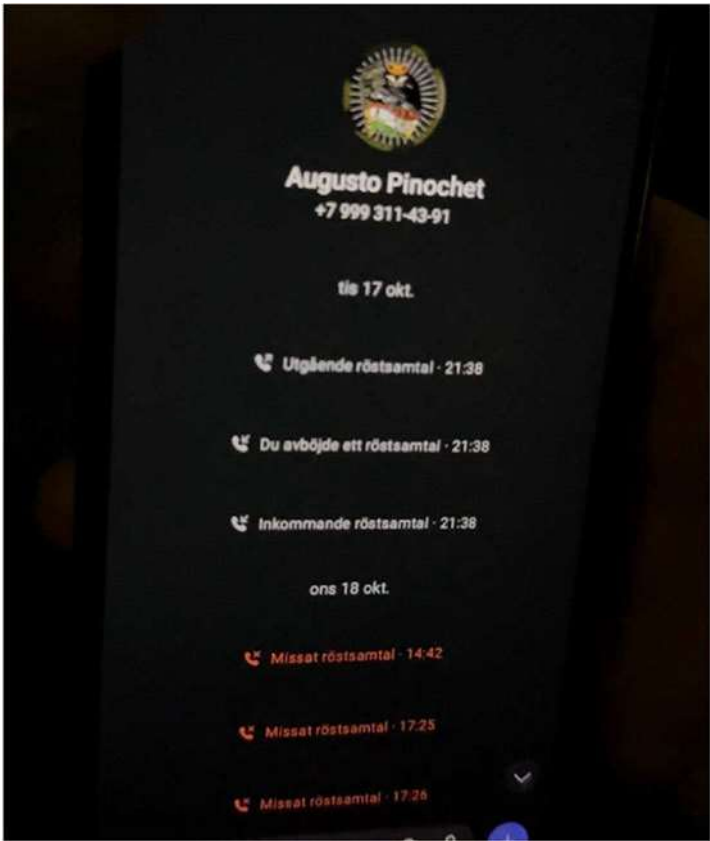 Augusto Pinochet
+7 999 311-43-91
tis 17 okt.
Utgående röstsamtal · 21:38
Du avböjde ett röstsamtal · 21:38
Inkommande röstsamtal · 21:38
ons 18 okt.
Missat röstsamtal · 14:42
Missat röstsamtal · 17:25
Missat röstsamtal · 17:26